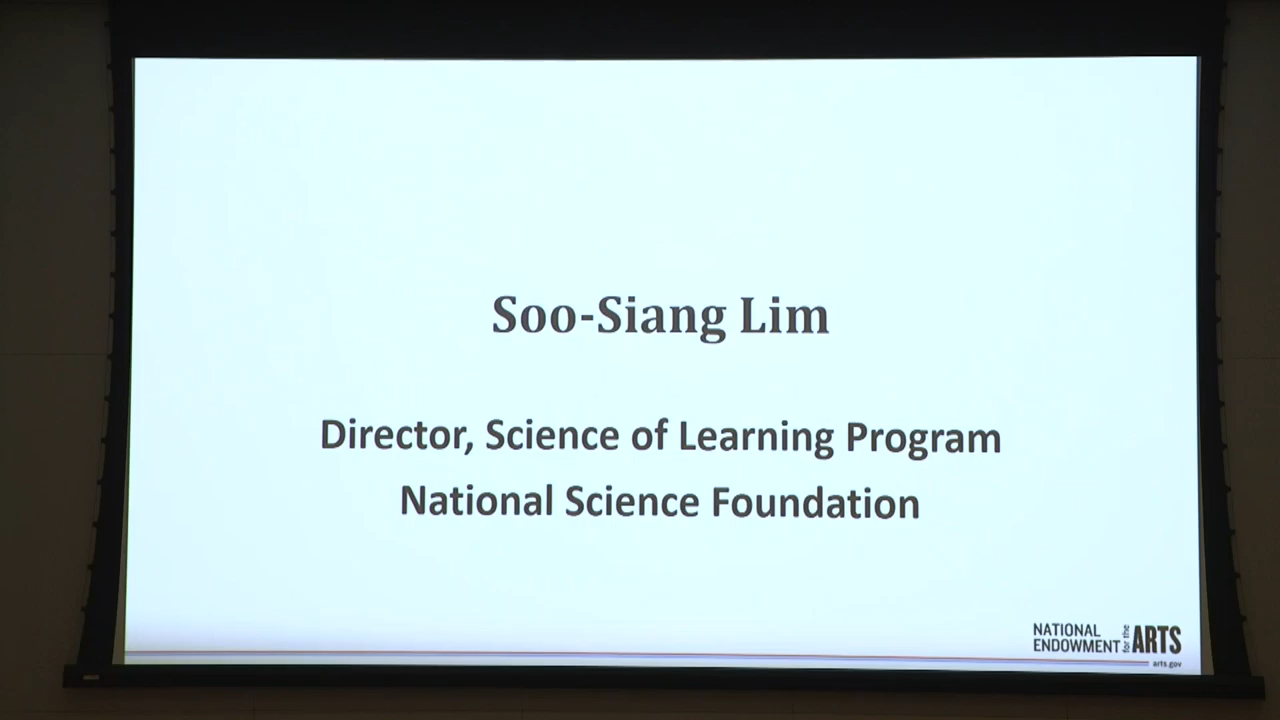 Soo-Siang Lim
Director, Science of Learning Program
National Science Foundation
NATIONAL
ENDOWMENT
for the
ARTS
arts.gov